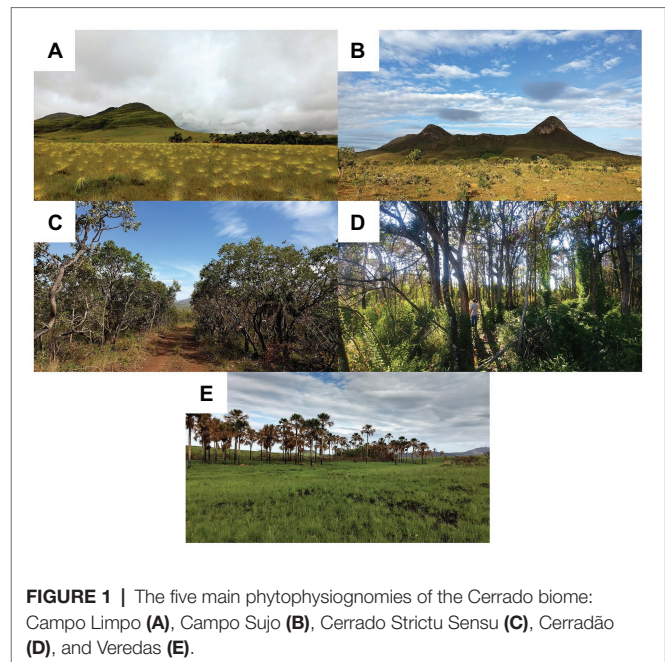 A
B
C
D
E
FIGURE 1 | The five main phytophysiognomies of the Cerrado biome:
Campo Limpo (A), Campo Sujo (B), Cerrado Strictu Sensu (C), Cerradão
(D), and Veredas (E).